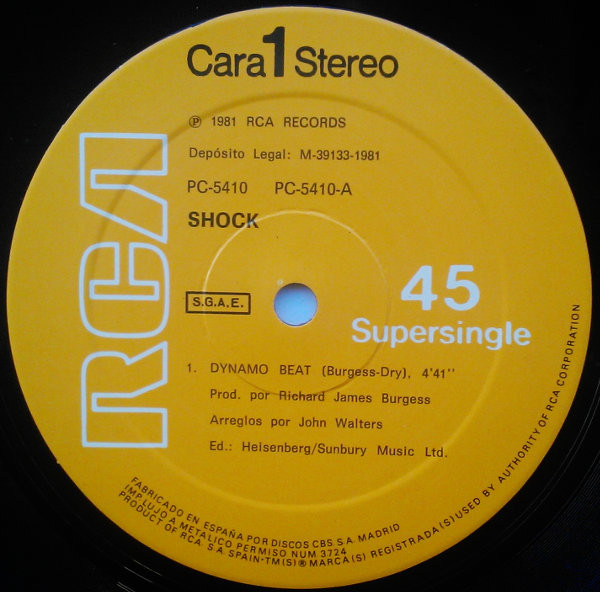 Cara 1 Stereo
℗ 1981 RCA RECORDS
Depósito Legal: M-39133-1981
PC-5410 PC-5410-A
SHOCK
RCA
S.G.A.E.
45
Supersingle
1. DYNAMO BEAT (Burgess-Dry), 4'41''
Prod. por Richard James Burgess
Arreglos por John Walters
Ed.: Heisenberg/Sunbury Music Ltd.
FABRICADO EN ESPAÑA POR DISCOS CBS. S.A. MADRID
IMP. LUJO A METALICO PERMISO NUM 3724
PRODUCT OF RCA. S.A. SPAIN-TM(S)® MARCA(S) REGISTRADA(S) USED BY AUTHORITY OF RCA CORPORATION